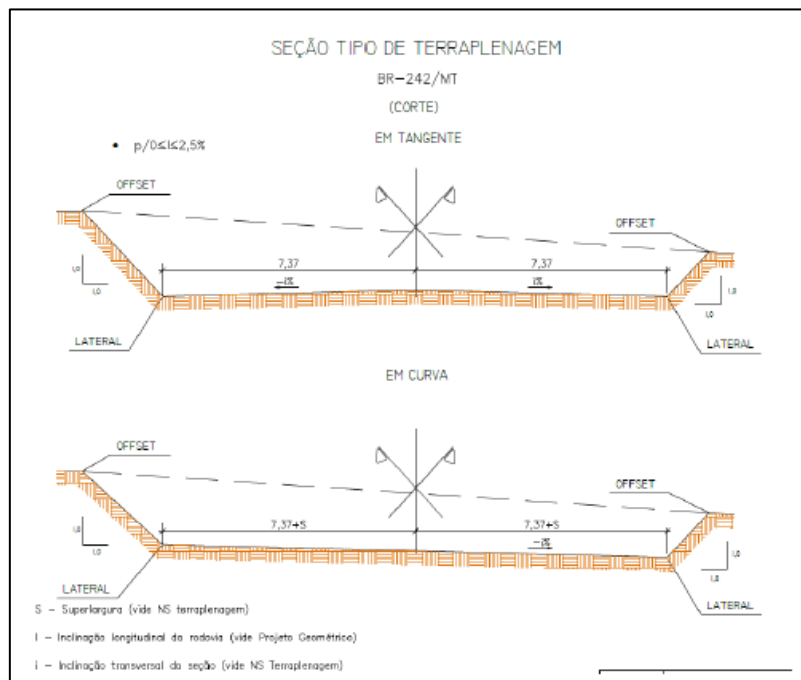 SEÇÃO TIPO DE TERRAPLENAGEM
BR-242/MT
(CORTE)
• p/0≤I≤2,5%
EM TANGENTE
OFFSET
OFFSET
7,37
7,37
1,0
1,0
-i%
i%
1,0
1,0
LATERAL
LATERAL
EM CURVA
OFFSET
OFFSET
7,37+S
7,37+S
1,0
1,0
-i%
1,0
1,0
LATERAL
LATERAL
S - Superlargura (vide NS terraplenagem)
I - Inclinação longitudinal da rodovia (vide Projeto Geométrico)
i - Inclinação transversal da seção (vide NS Terraplenagem)